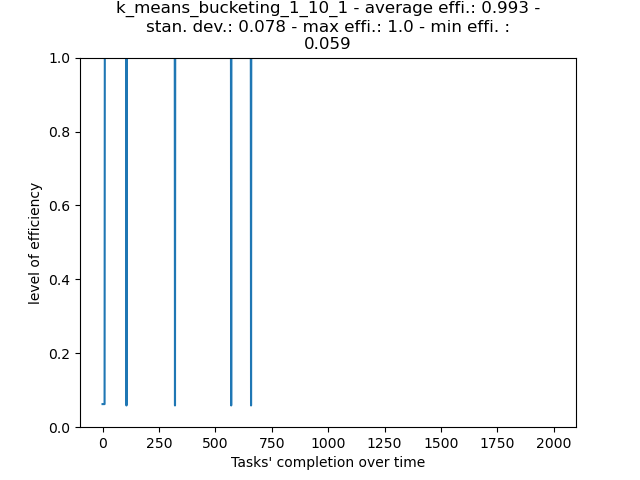 k_means_bucketing_1_10_1 - average effi.: 0.993 -
stan. dev.: 0.078 - max effi.: 1.0 - min effi. :
0.059
1.0
0.8
0.6
0.4
0.2
0.0
level of efficiency
0 250 500 750 1000 1250 1500 1750 2000
Tasks' completion over time